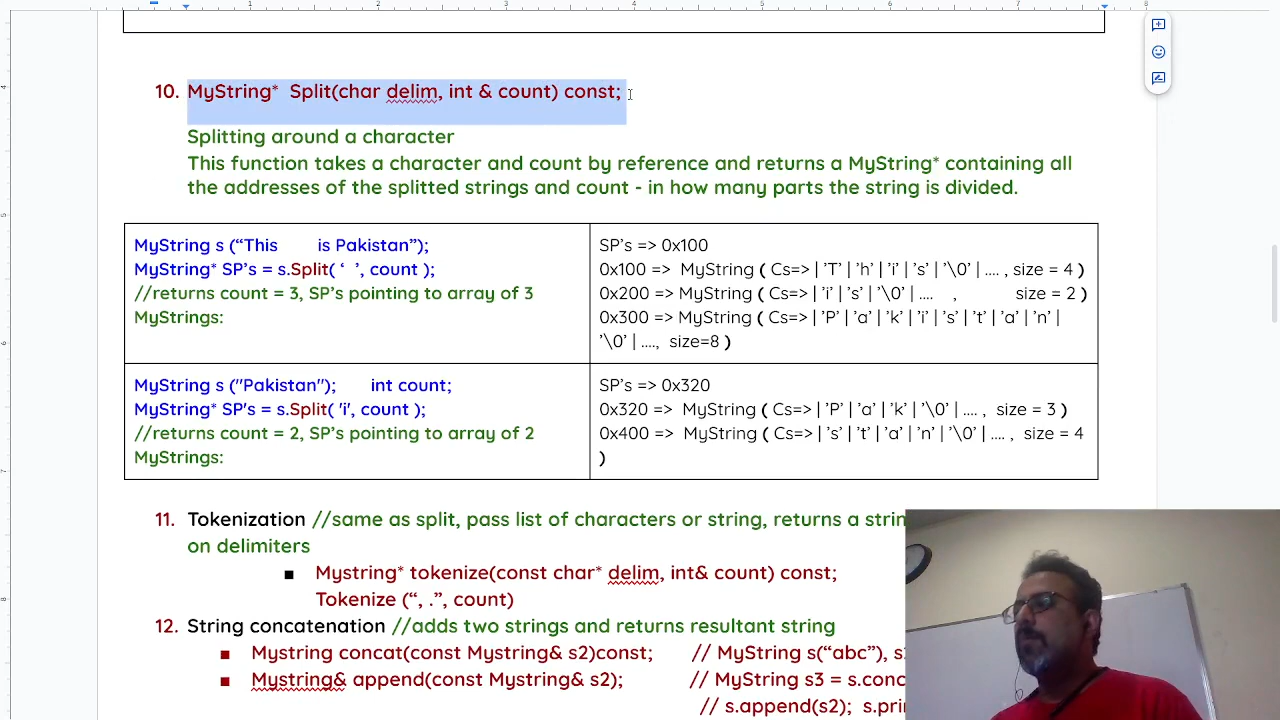 1 2 3 4 5 6 7 8
10. MyString* Split(char delim, int & count) const;
Splitting around a character
This function takes a character and count by reference and returns a MyString* containing all
the addresses of the splitted strings and count - in how many parts the string is divided.
MyString s (“This is Pakistan”);
MyString* SP’s = s.Split( ‘ ’, count );
//returns count = 3, SP’s pointing to array of 3
MyStrings:
SP’s => 0x100
0x100 => MyString ( Cs=> | ’T’ | ’h’ | ’i’ | ’s’ | ’\0’ | .... , size = 4 )
0x200 => MyString ( Cs=> | ’i’ | ’s’ | ’\0’ | .... , size = 2 )
0x300 => MyString ( Cs=> | ’P’ | ’a’ | ’k’ | ’i’ | ’s’ | ’t’ | ’a’ | ’n’ |
’\0’ | ...., size=8 )
MyString s ("Pakistan"); int count;
MyString* SP's = s.Split( 'i', count );
//returns count = 2, SP’s pointing to array of 2
MyStrings:
SP’s => 0x320
0x320 => MyString ( Cs=> | ’P’ | ’a’ | ’k’ | ’\0’ | .... , size = 3 )
0x400 => MyString ( Cs=> | ’s’ | ’t’ | ’a’ | ’n’ | ’\0’ | .... , size = 4
)
11. Tokenization //same as split, pass list of characters or string, returns a
on delimiters
■ Mystring* tokenize(const char* delim, int& count) const;
Tokenize (“, .”, count)
12. String concatenation //adds two strings and returns resultant string
■ Mystring concat(const Mystring& s2)const; // MyString s(“abc”),
■ Mystring& append(const Mystring& s2); // MyString s3 =
// s.append(s2);